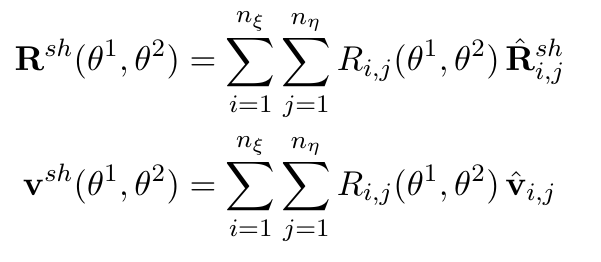 $\mathbf{R}^{sh}(\theta^1, \theta^2) = \sum_{i=1}^{n_\xi} \sum_{j=1}^{n_\eta} R_{i,j}(\theta^1, \theta^2) \, \hat{\mathbf{R}}^{sh}_{i,j}$
$\mathbf{v}^{sh}(\theta^1, \theta^2) = \sum_{i=1}^{n_\xi} \sum_{j=1}^{n_\eta} R_{i,j}(\theta^1, \theta^2) \, \hat{\mathbf{v}}_{i,j}$